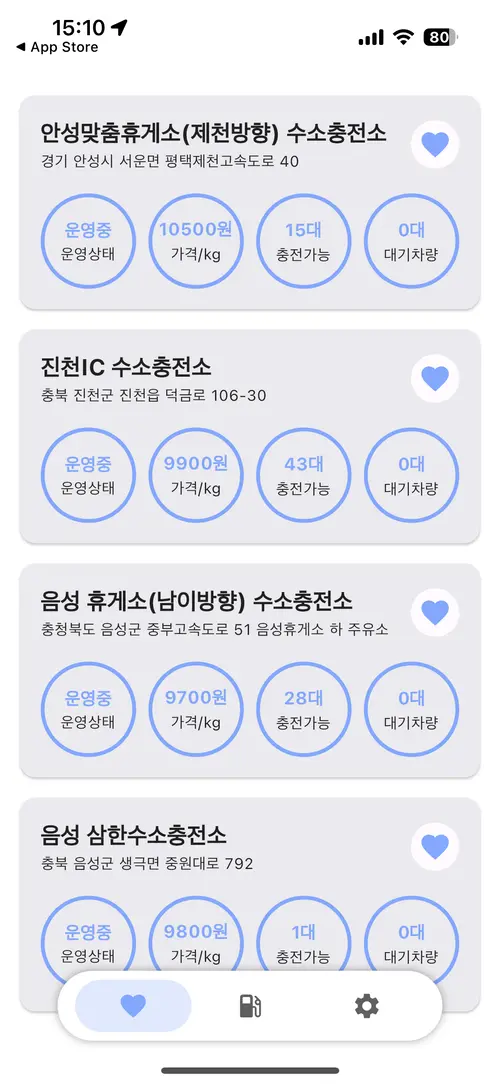 15:10
80
◀ App Store
안성맞춤휴게소(제천방향) 수소충전소
경기 안성시 서운면 평택제천고속도로 40
운영중 10500원 15대 0대
운영상태 가격/kg 충전가능 대기차량
진천IC 수소충전소
충북 진천군 진천읍 덕금로 106-30
운영중 9900원 43대 0대
운영상태 가격/kg 충전가능 대기차량
음성 휴게소(남이방향) 수소충전소
충청북도 음성군 중부고속도로 51 음성휴게소 하 주유소
운영중 9700원 28대 0대
운영상태 가격/kg 충전가능 대기차량
음성 삼한수소충전소
충북 음성군 생극면 중원대로 792
운영중 9800원 1대 0대
운영상태 가격/kg 충전가능 대기차량